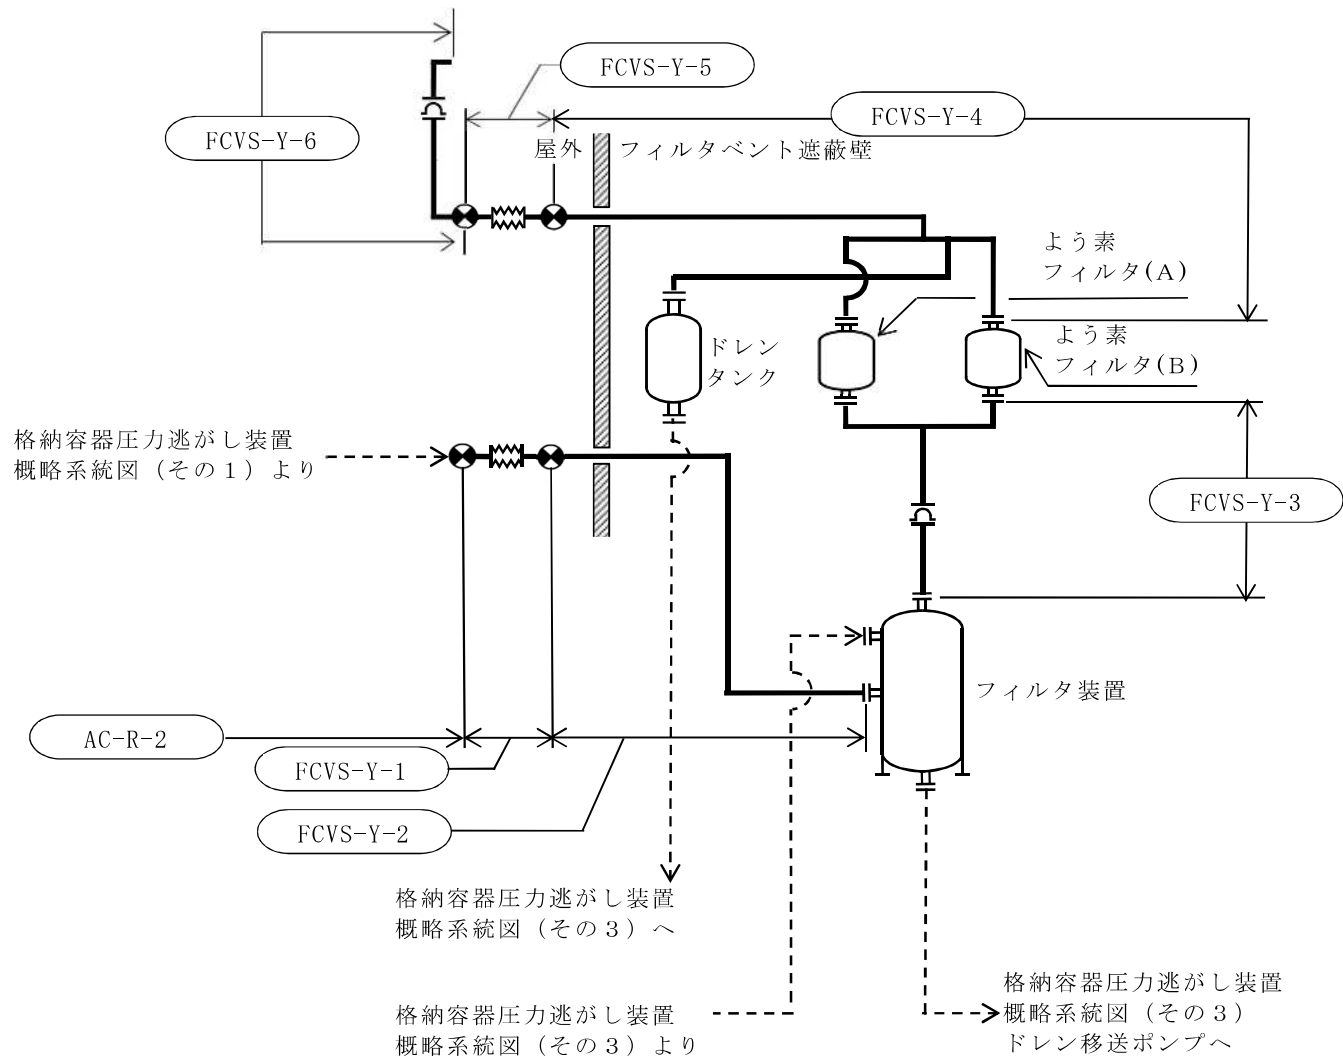 FCVS-Y-5
FCVS-Y-4
FCVS-Y-6
屋外
フィルタベント遮蔽壁
よう素
フィルタ(A)
ドレン
タンク
よう素
フィルタ(B)
格納容器圧力逃がし装置
概略系統図（その１）より
FCVS-Y-3
フィルタ装置
AC-R-2
FCVS-Y-1
FCVS-Y-2
格納容器圧力逃がし装置
概略系統図（その３）へ
格納容器圧力逃がし装置
概略系統図（その３）より
格納容器圧力逃がし装置
概略系統図（その３）
ドレン移送ポンプへ